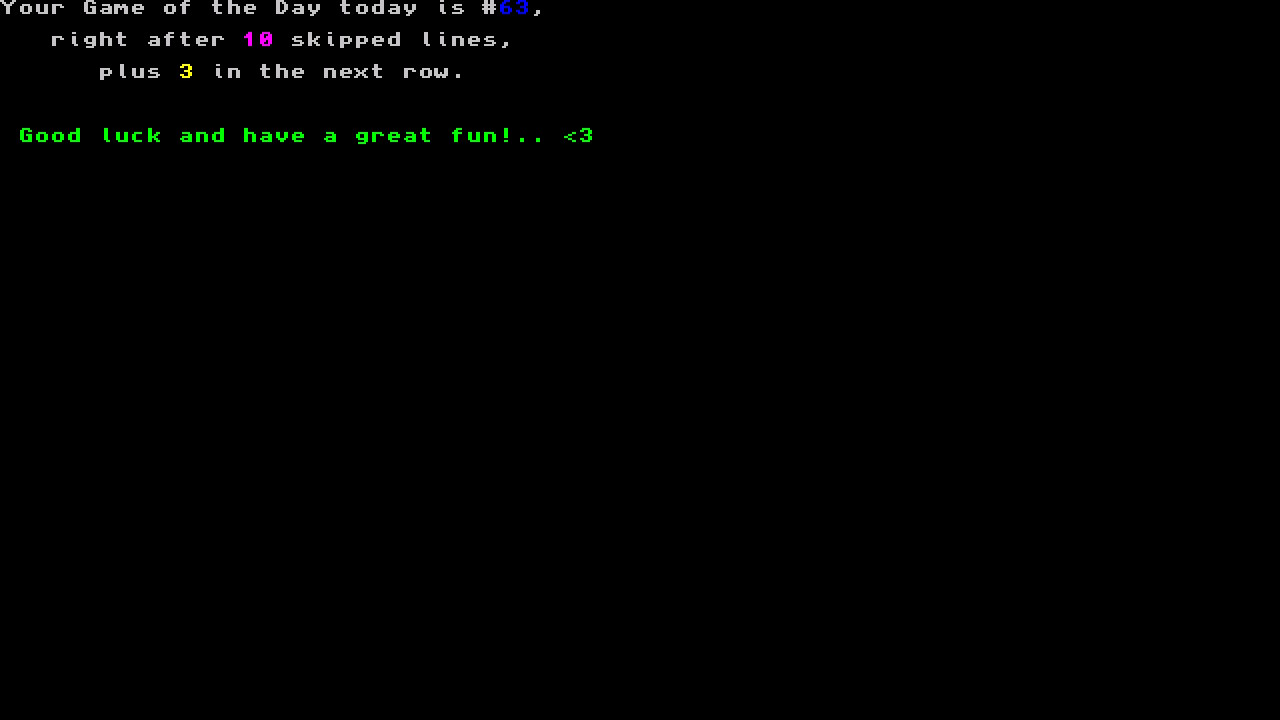 Your Game of the Day today is #63,
right after 10 skipped lines,
plus 3 in the next row.
Good luck and have a great fun!.. <3